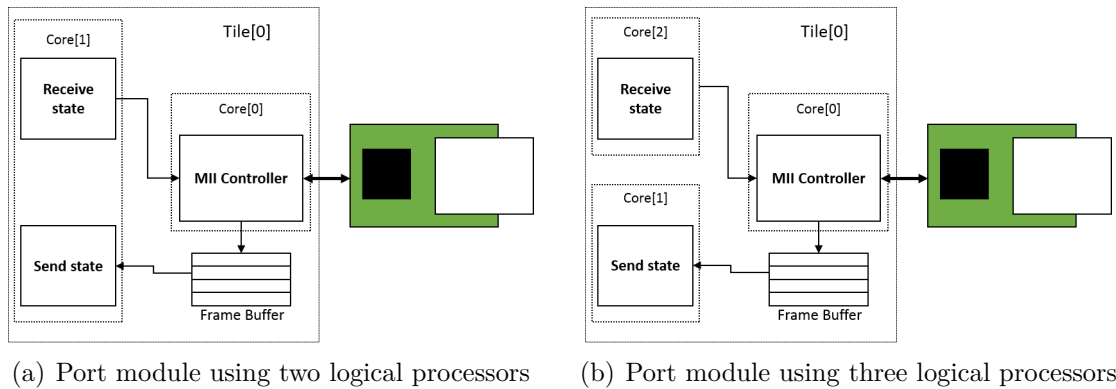 Core[1]
Tile[0]
Receive
state
Core[0]
MII Controller
Send state
Frame Buffer
(a) Port module using two logical processors
Core[2]
Tile[0]
Receive
state
Core[0]
MII Controller
Core[1]
Send state
Frame Buffer
(b) Port module using three logical processors